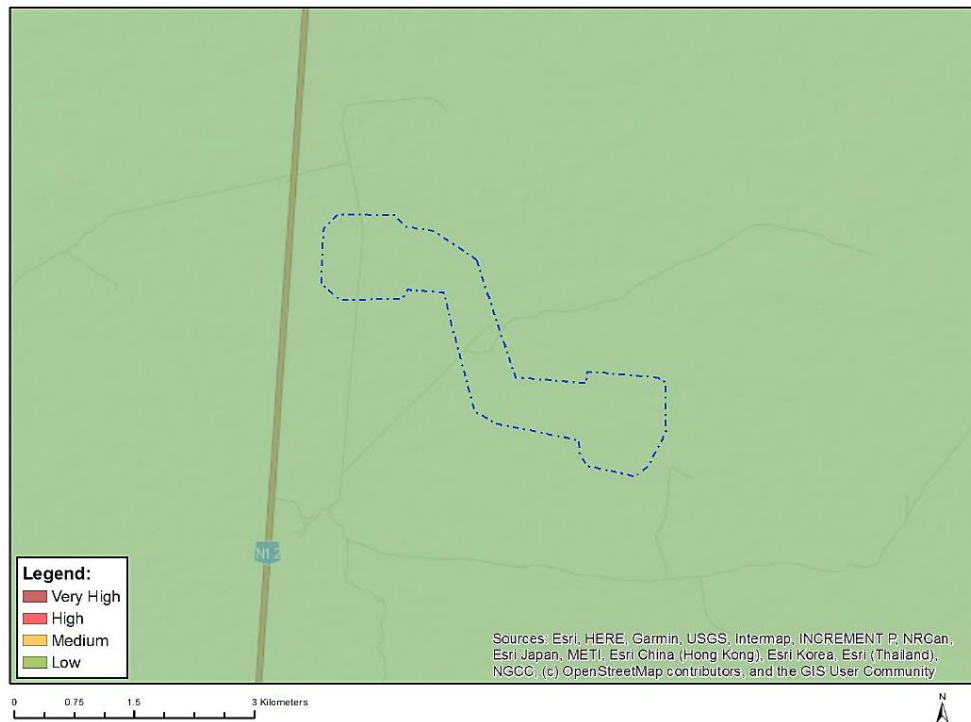 N12
Legend:
Very High
High
Medium
Low
Sources: Esri, HERE, Garmin, USGS, Intermap, INCREMENT P, NRCan,
Esri Japan, METI, Esri China (Hong Kong), Esri Korea, Esri (Thailand),
NGCC, (c) OpenStreetMap contributors, and the GIS User Community
0 0.75 1.5 3 Kilometers
N